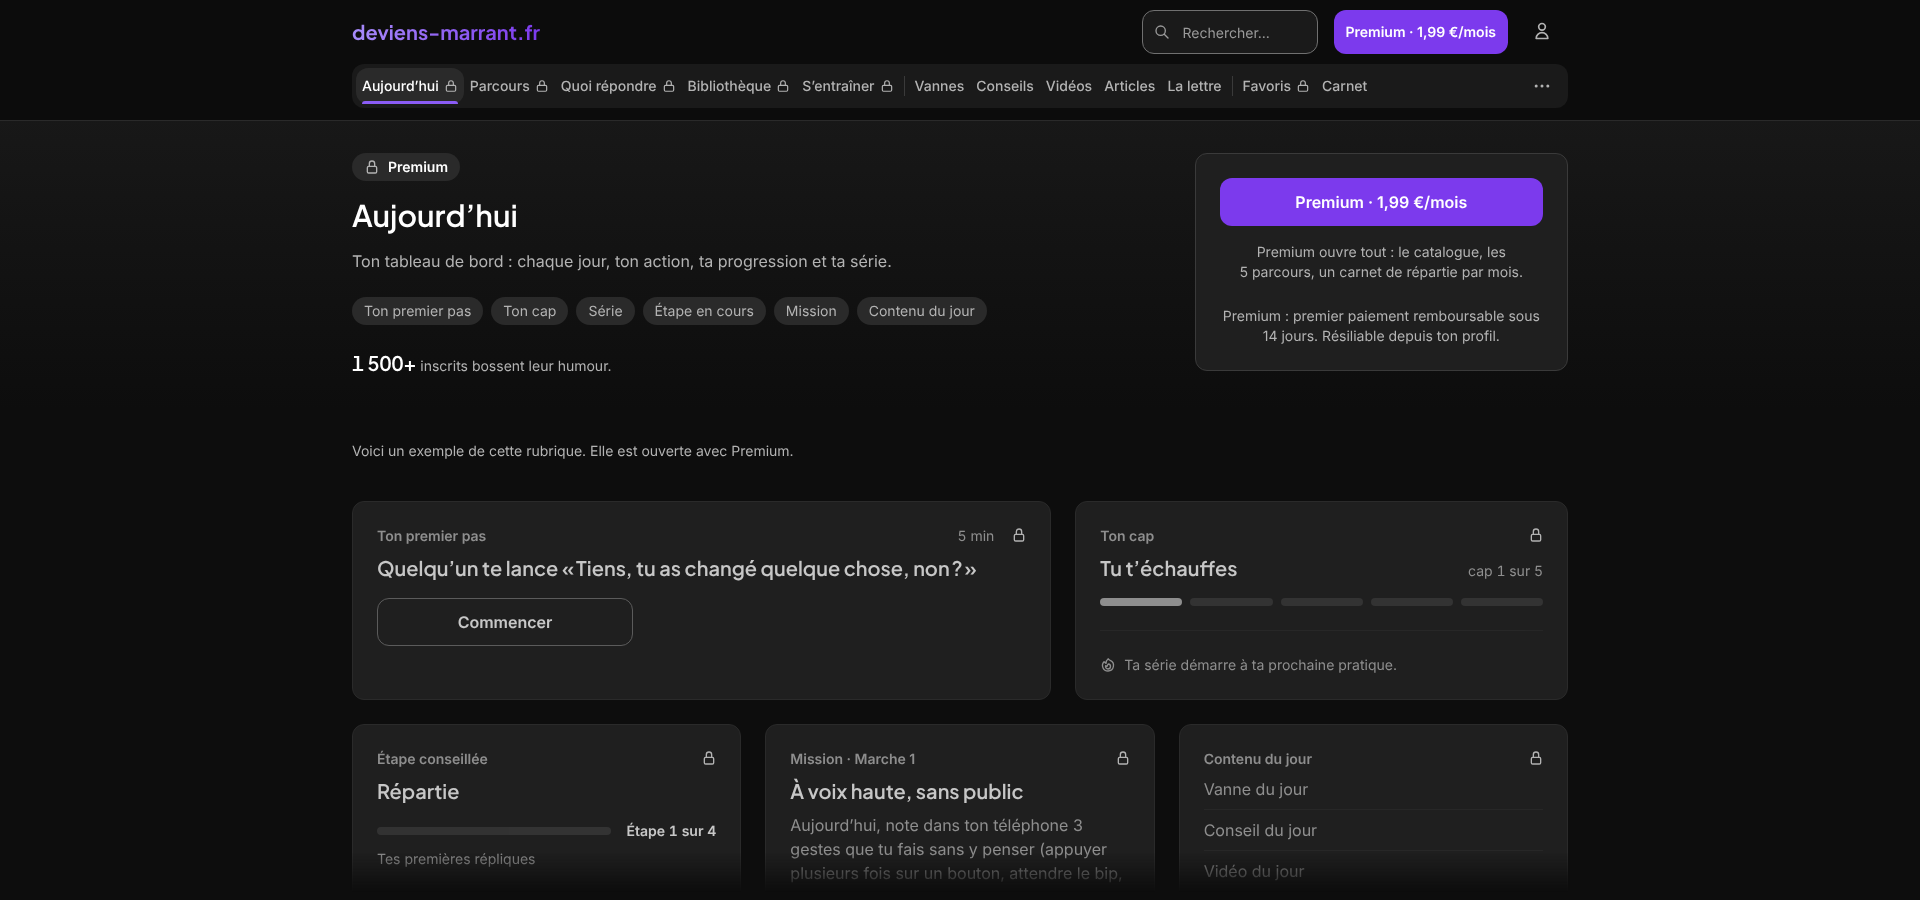 deviens-marrant.fr
Rechercher...
Premium · 1,99 €/mois
Aujourd’hui
Parcours
Quoi répondre
Bibliothèque
S’entraîner
Vannes
Conseils
Vidéos
Articles
La lettre
Favoris
Carnet
Premium
Aujourd’hui
Ton tableau de bord : chaque jour, ton action, ta progression et ta série.
Ton premier pas
Ton cap
Série
Étape en cours
Mission
Contenu du jour
1 500+ inscrits bossent leur humour.
Premium · 1,99 €/mois
Premium ouvre tout : le catalogue, les
5 parcours, un carnet de répartie par mois.
Premium : premier paiement remboursable sous
14 jours. Résiliable depuis ton profil.
Voici un exemple de cette rubrique. Elle est ouverte avec Premium.
Ton premier pas
5 min
Quelqu’un te lance « Tiens, tu as changé quelque chose, non ? »
Commencer
Ton cap
Tu t’échauffes
cap 1 sur 5
Ta série démarre à ta prochaine pratique.
Étape conseillée
Répartie
Étape 1 sur 4
Tes premières répliques
Mission · Marche 1
À voix haute, sans public
Aujourd’hui, note dans ton téléphone 3
gestes que tu fais sans y penser (appuyer
plusieurs fois sur un bouton, attendre le bip,
Contenu du jour
Vanne du jour
Conseil du jour
Vidéo du jour